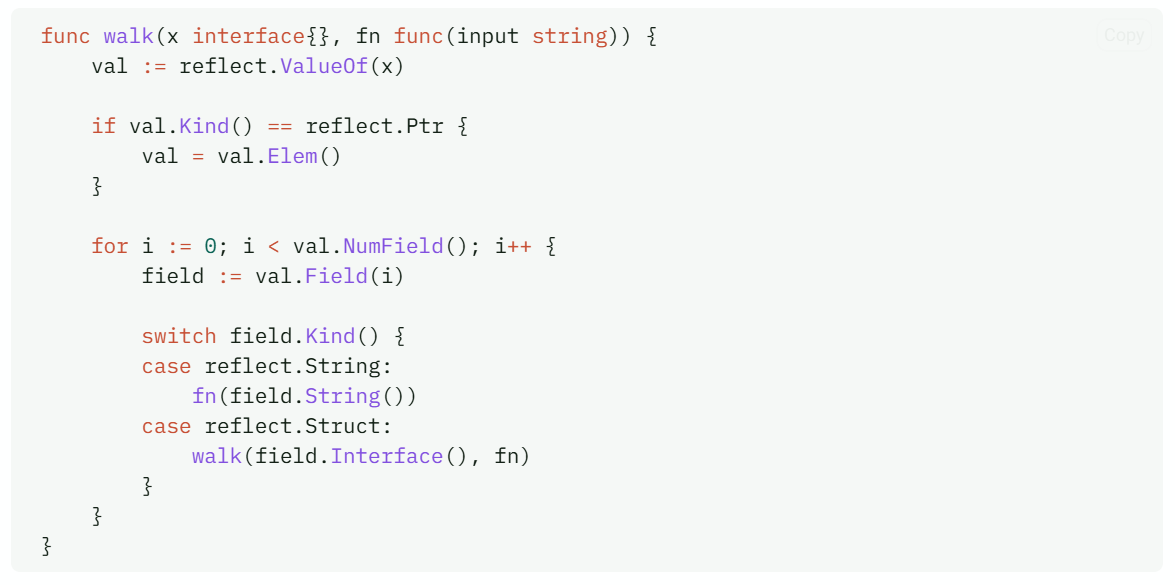 func walk(x interface{}, fn func(input string)) {
Copy
    val := reflect.ValueOf(x)

    if val.Kind() == reflect.Ptr {
        val = val.Elem()
    }

    for i := 0; i < val.NumField(); i++ {
        field := val.Field(i)

        switch field.Kind() {
        case reflect.String:
            fn(field.String())
        case reflect.Struct:
            walk(field.Interface(), fn)
        }
    }
}